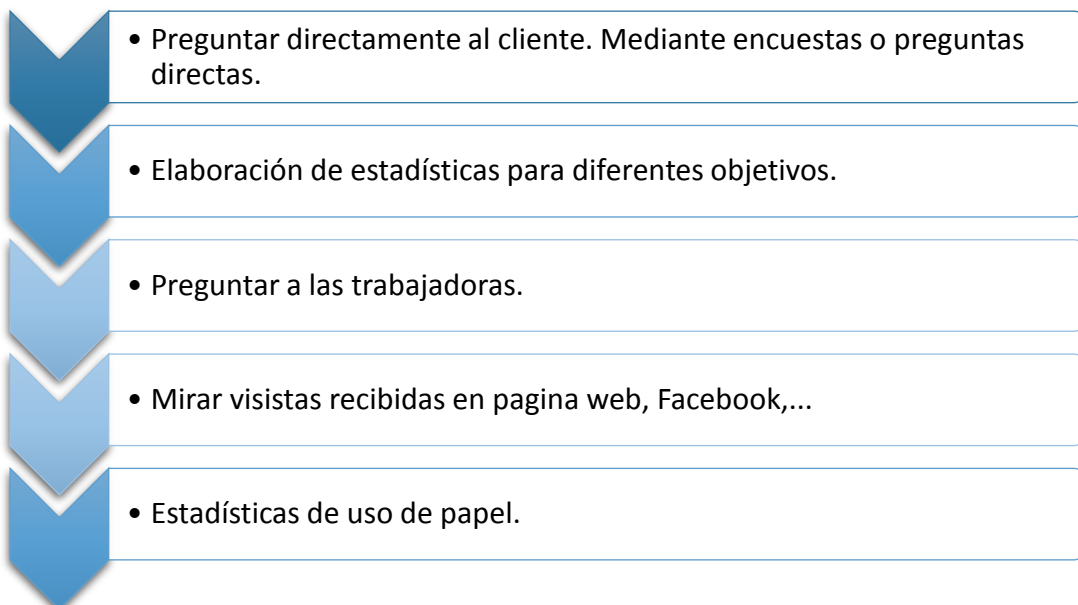 • Preguntar directamente al cliente. Mediante encuestas o preguntas
directas.
• Elaboración de estadísticas para diferentes objetivos.
• Preguntar a las trabajadoras.
• Mirar visistas recibidas en pagina web, Facebook,...
• Estadísticas de uso de papel.